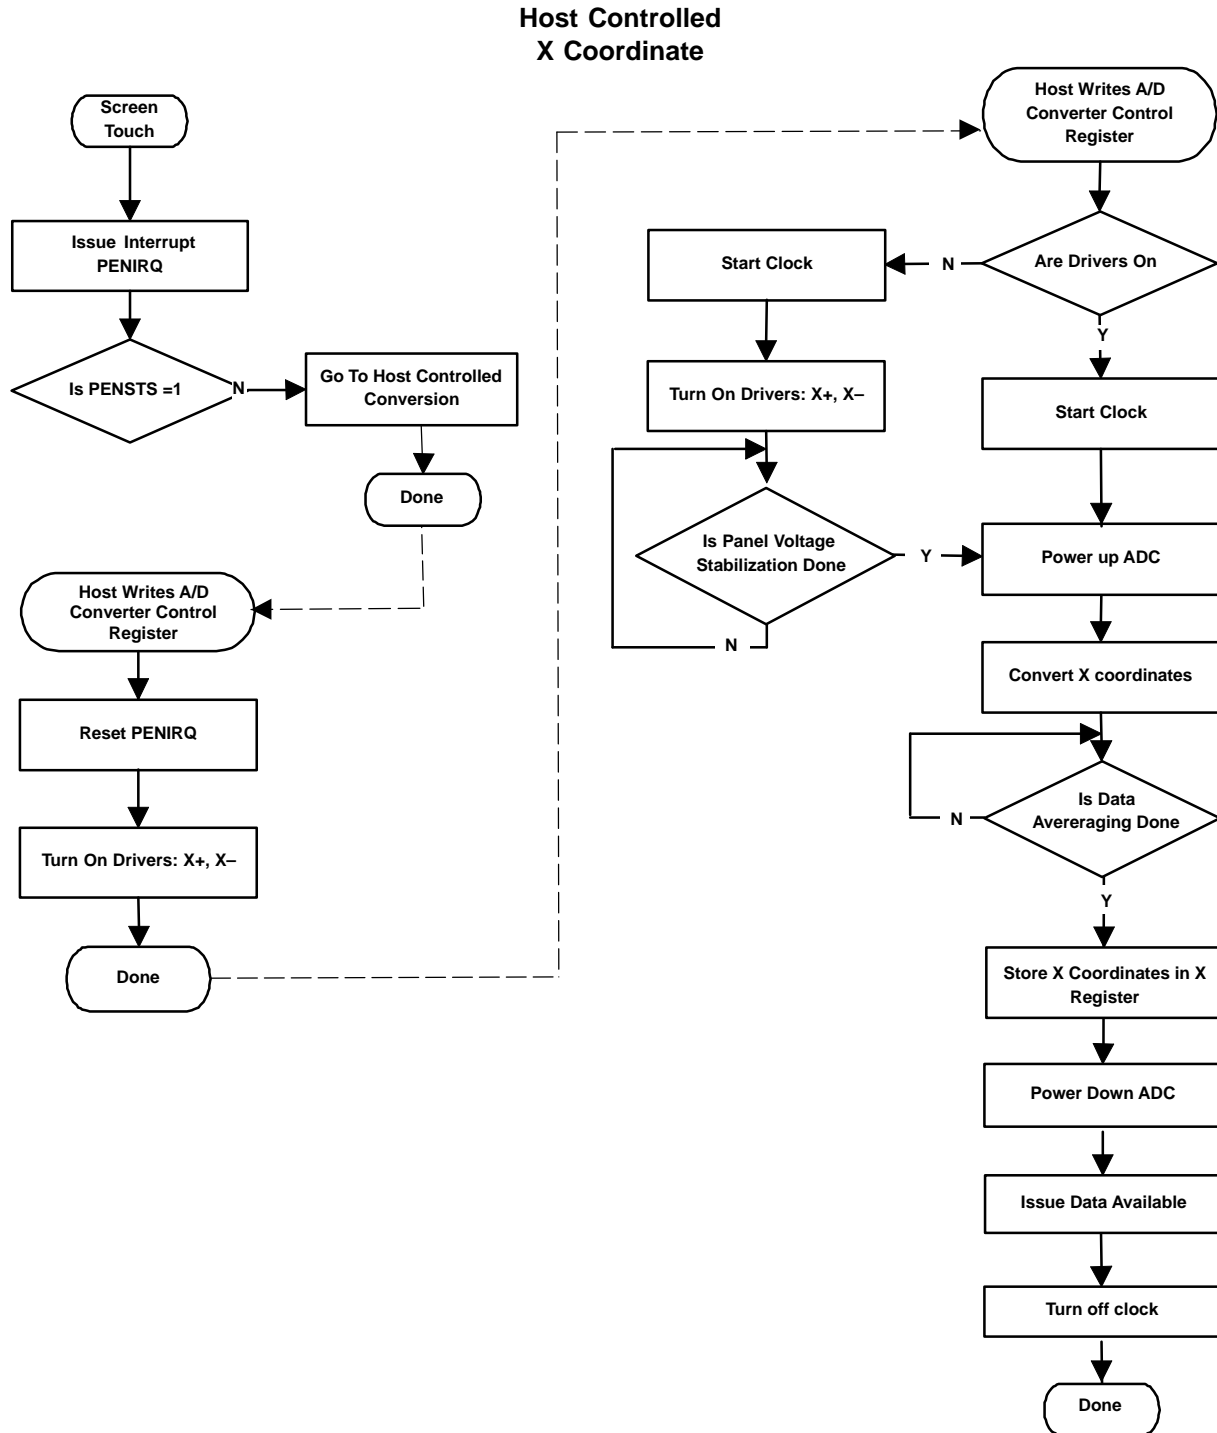 Host Controlled
X Coordinate
Screen
Touch
Issue Interrupt
PENIRQ
Is PENSTS =1
N
Go To Host Controlled
Conversion
Done
Host Writes A/D
Converter Control
Register
Reset PENIRQ
Turn On Drivers: X+, X–
Done
Host Writes A/D
Converter Control
Register
Are Drivers On
N
Y
Start Clock
Turn On Drivers: X+, X–
Is Panel Voltage
Stabilization Done
Y
N
Start Clock
Power up ADC
Convert X coordinates
Is Data
Avereraging Done
N
Y
Store X Coordinates in X
Register
Power Down ADC
Issue Data Available
Turn off clock
Done